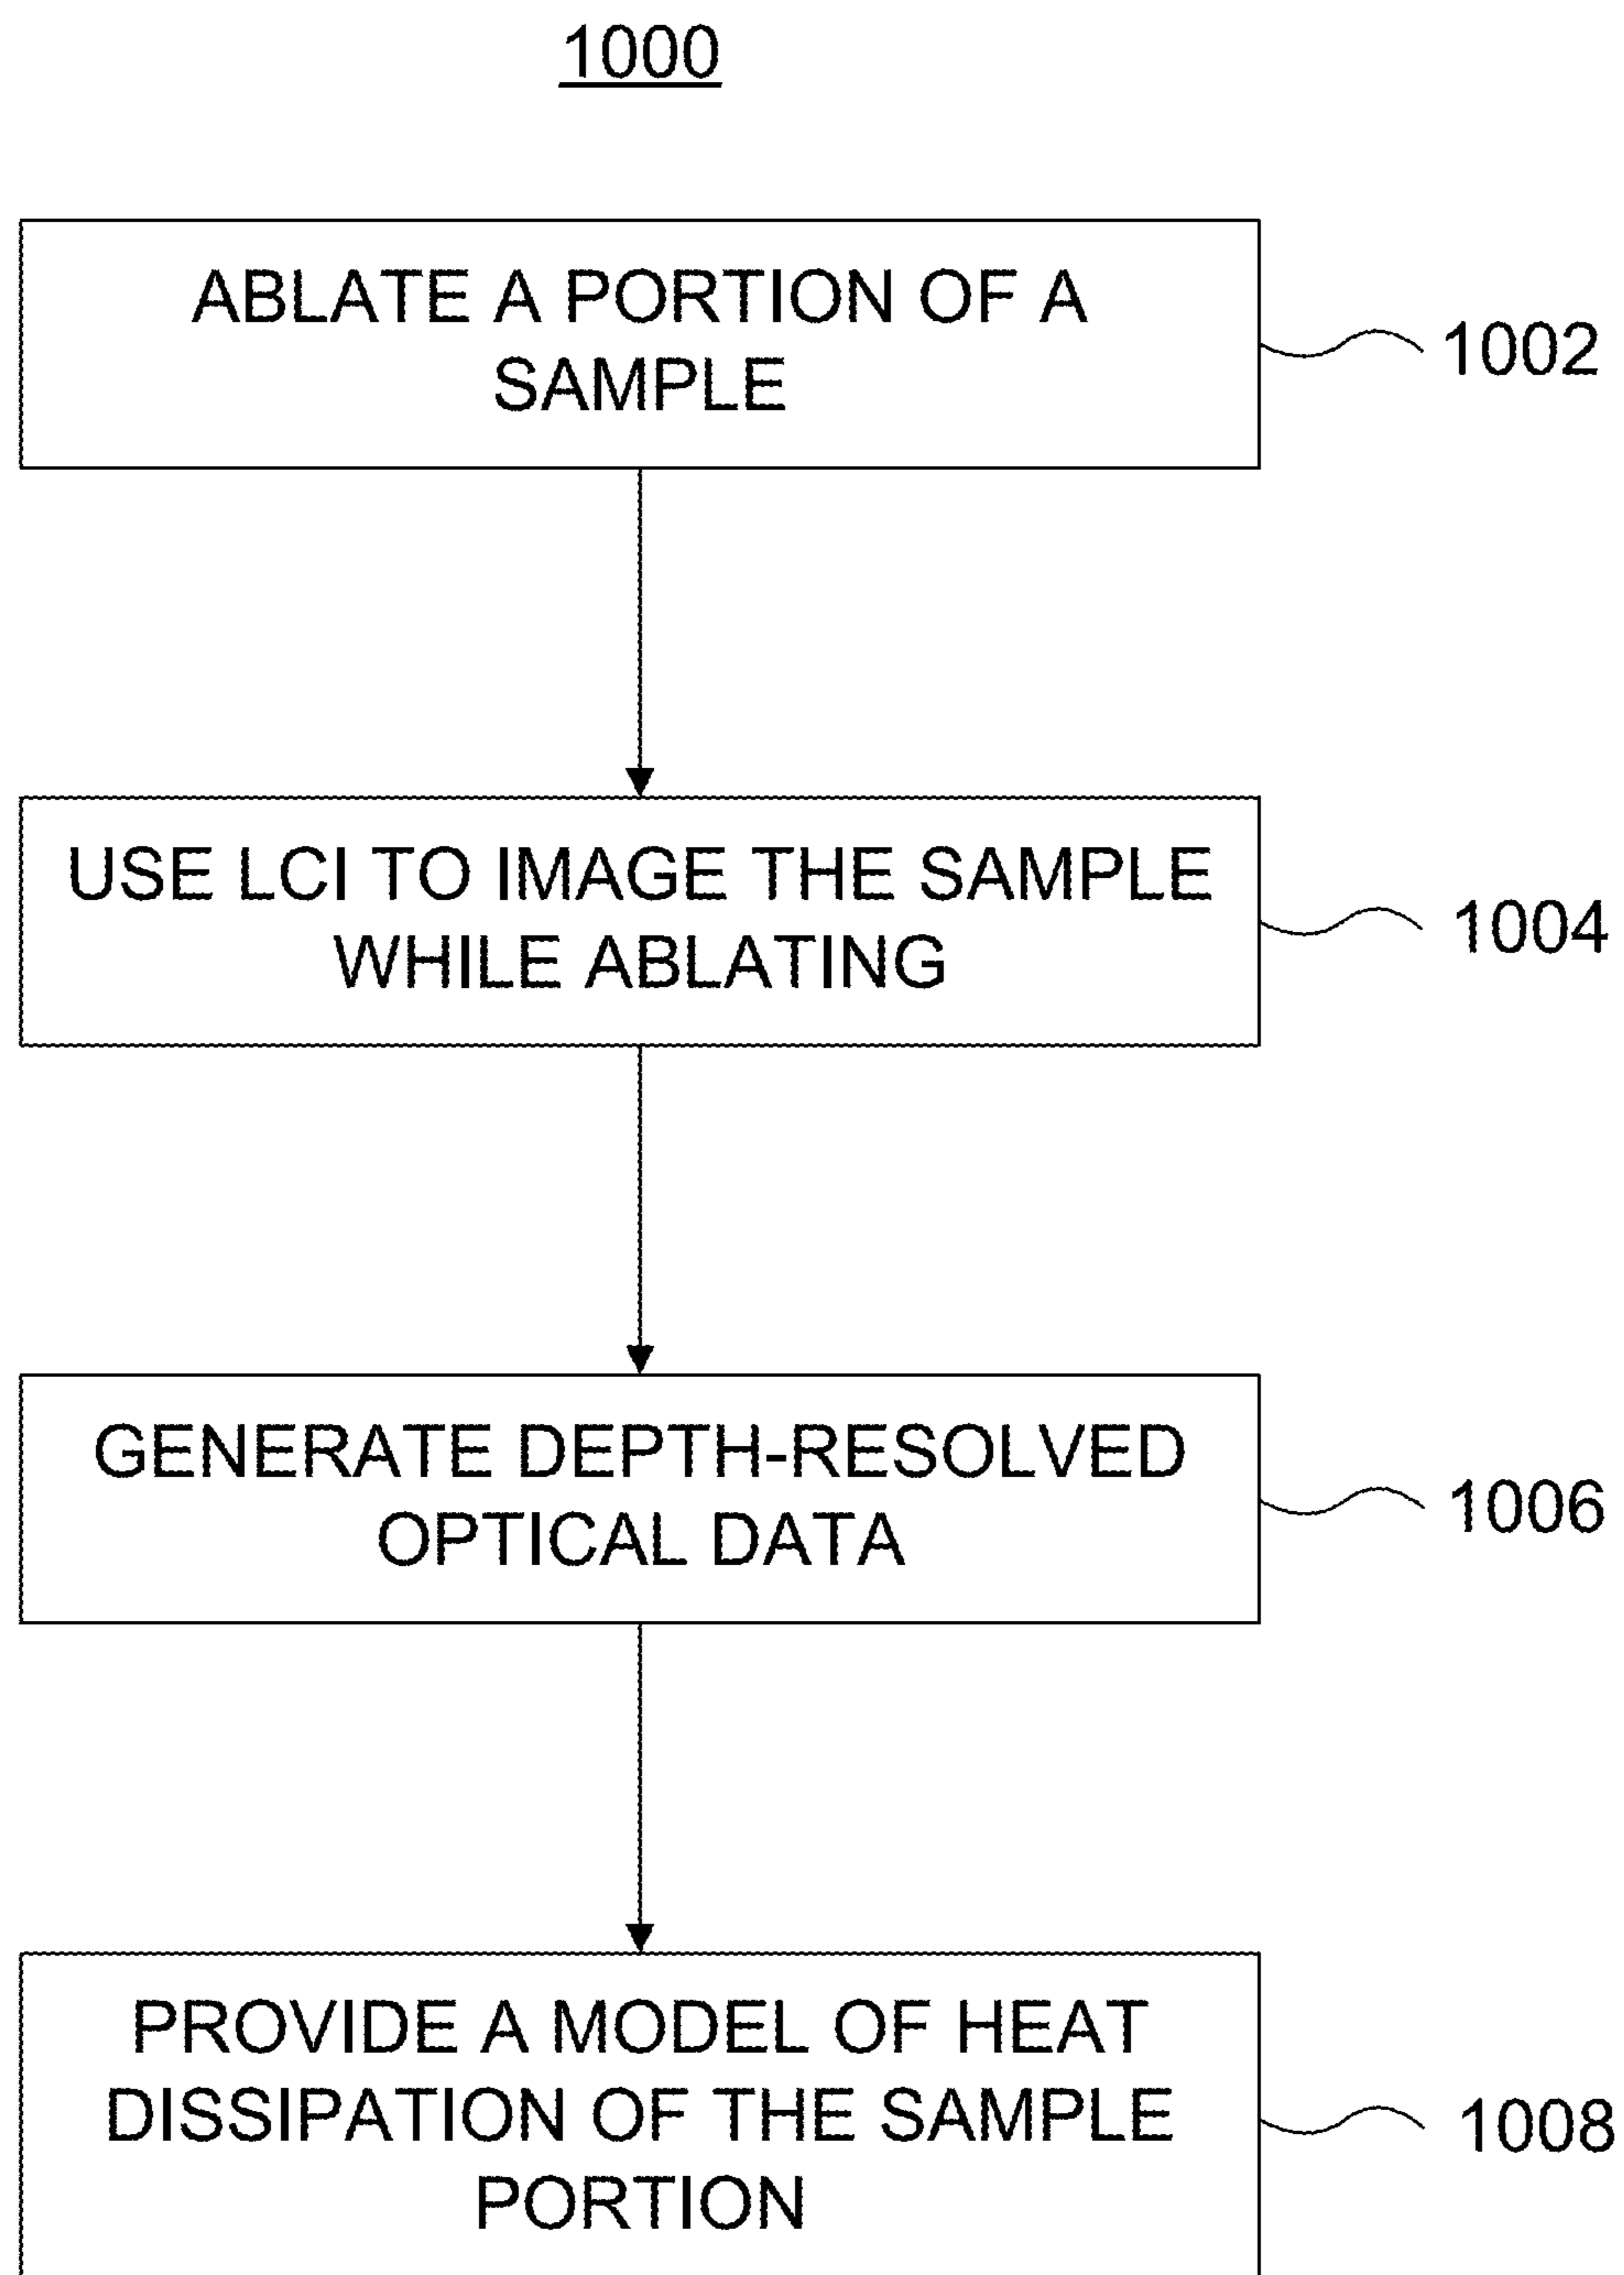 1000
ABLATE A PORTION OF A
SAMPLE
1002
USE LCI TO IMAGE THE SAMPLE
WHILE ABLATING
1004
GENERATE DEPTH-RESOLVED
OPTICAL DATA
1006
PROVIDE A MODEL OF HEAT
DISSIPATION OF THE SAMPLE
PORTION
1008